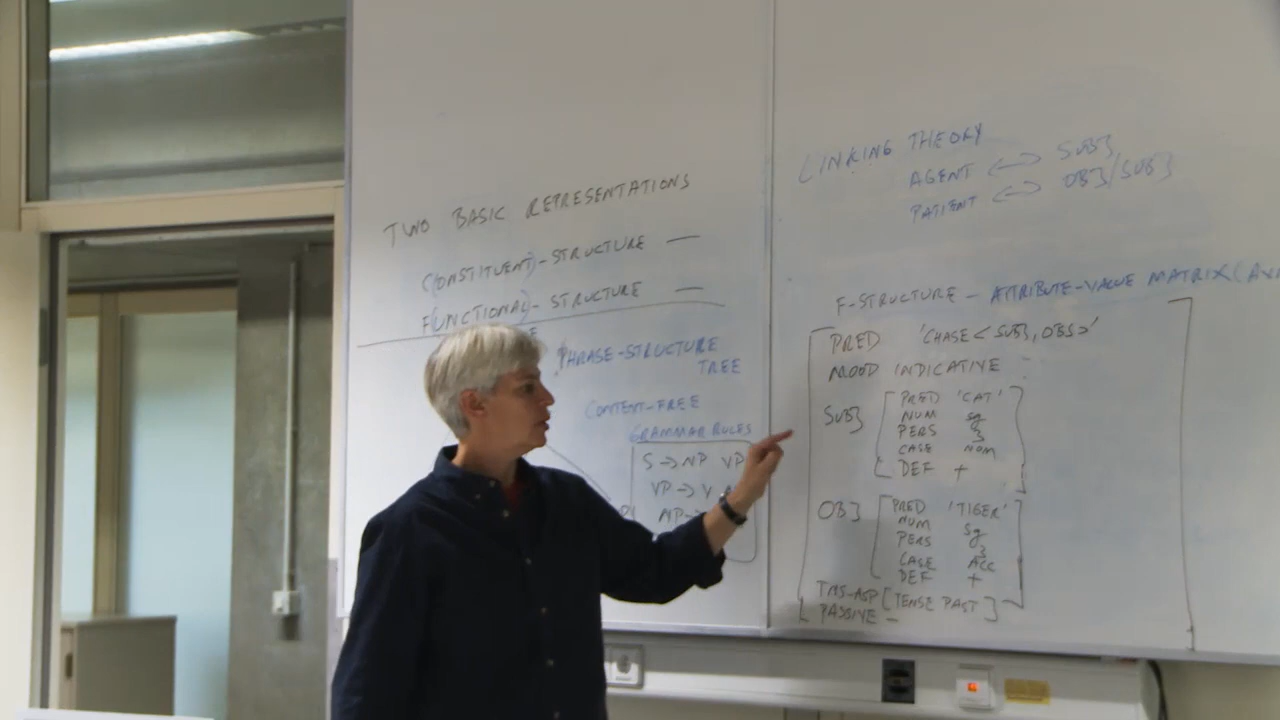 TWO BASIC REPRESENTATIONS
C(ONSTITUENT)-STRUCTURE —
F(UNCTIONAL)-STRUCTURE —
PHRASE-STRUCTURE
TREE
CONTENT-FREE
GRAMMAR RULES
S → NP VP
VP → V
NP →
LINKING THEORY
AGENT ↔ SUBJ
PATIENT ↔ OBJ/SUBJ
F-STRUCTURE – ATTRIBUTE-VALUE MATRIX (AV
PRED 'CHASE < SUBJ, OBJ >'
MOOD INDICATIVE
SUBJ [PRED 'CAT'
NUM sg
PERS 3
CASE NOM
DEF +]
OBJ [PRED 'TIGER'
NUM sg
PERS 3
CASE ACC
DEF +]
TNS-ASP [TENSE PAST]
PASSIVE –